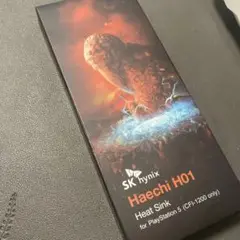 SK hynix
Haechi H01
Heat Sink
for PlayStation 5 (CFI-1200 only)